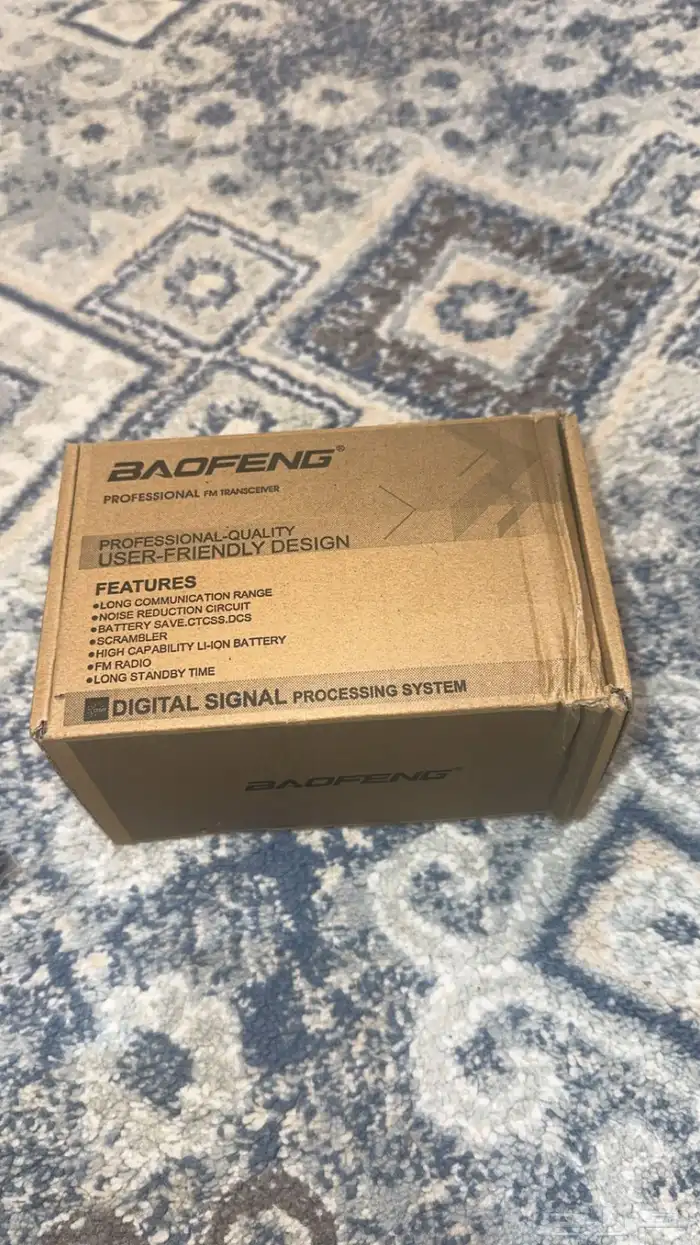 BAOFENG®
PROFESSIONAL FM TRANSCEIVER
PROFESSIONAL-QUALITY
USER-FRIENDLY DESIGN
FEATURES
●LONG COMMUNICATION RANGE
●NOISE REDUCTION CIRCUIT
●BATTERY SAVE.CTCSS.DCS
●SCRAMBLER
●HIGH CAPABILITY LI-ION BATTERY
●FM RADIO
●LONG STANDBY TIME
DIGITAL SIGNAL PROCESSING SYSTEM
BAOFENG